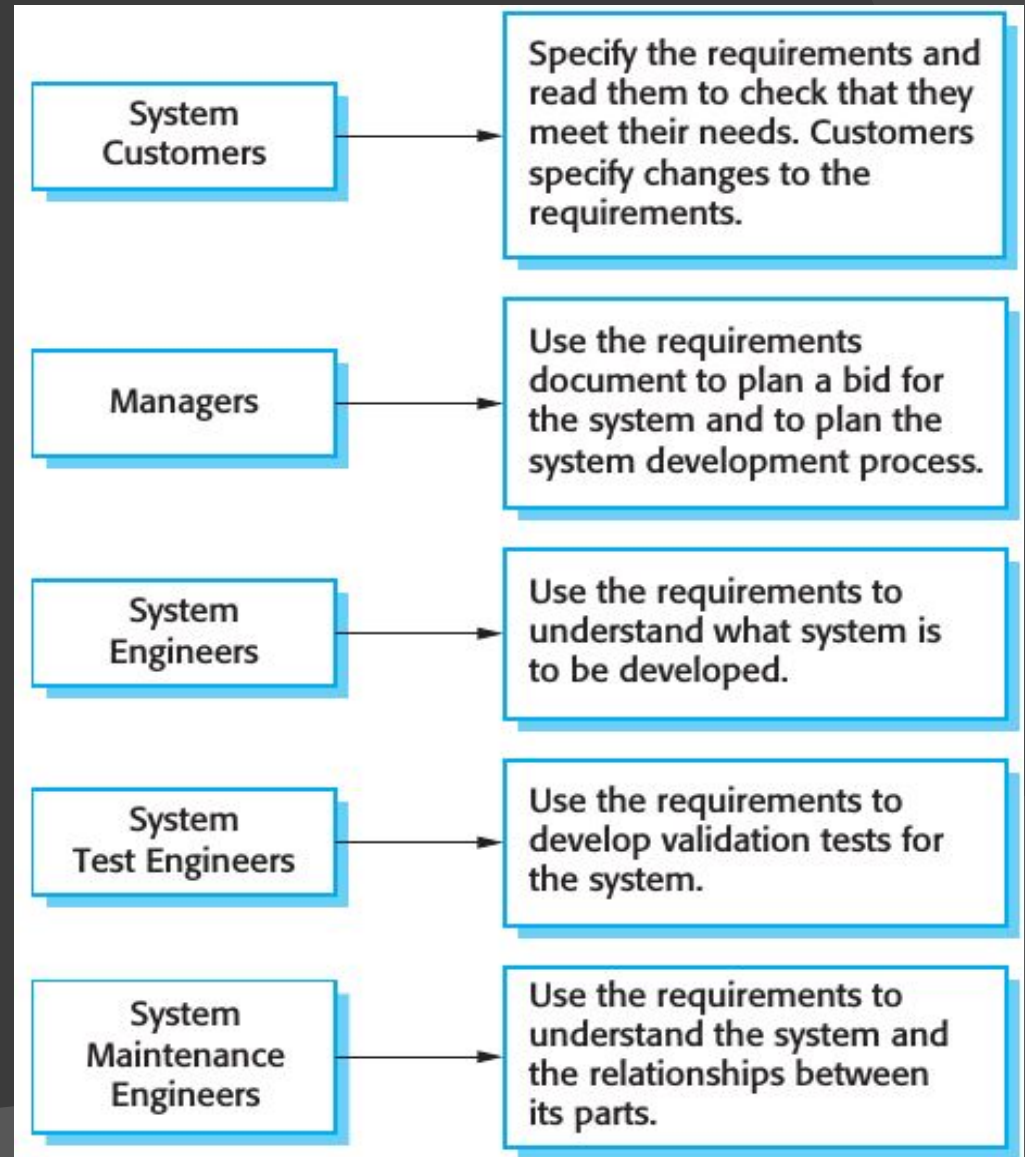 System
Customers
Specify the requirements and
read them to check that they
meet their needs. Customers
specify changes to the
requirements.
Managers
Use the requirements
document to plan a bid for
the system and to plan the
system development process.
System
Engineers
Use the requirements to
understand what system is
to be developed.
System
Test Engineers
Use the requirements to
develop validation tests for
the system.
System
Maintenance
Engineers
Use the requirements to
understand the system and
the relationships between
its parts.